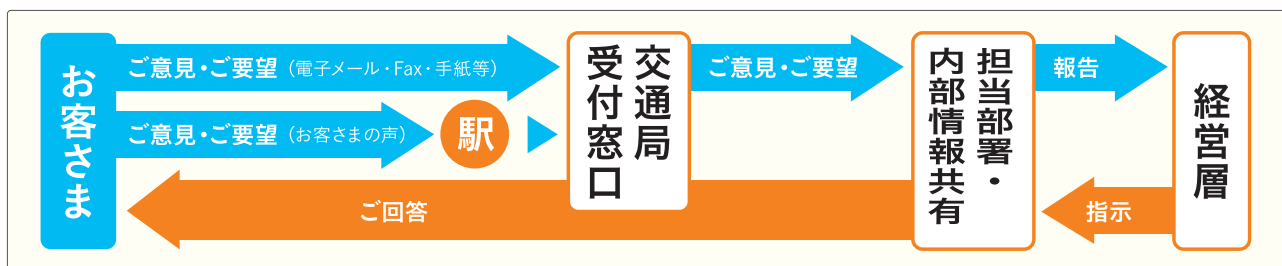 お客さま
ご意見・ご要望（電子メール・Fax・手紙等）
ご意見・ご要望（お客さまの声）
駅
交通局
受付窓口
ご意見・ご要望
担当部署・
内部情報共有
報告
経営層
指示
ご回答